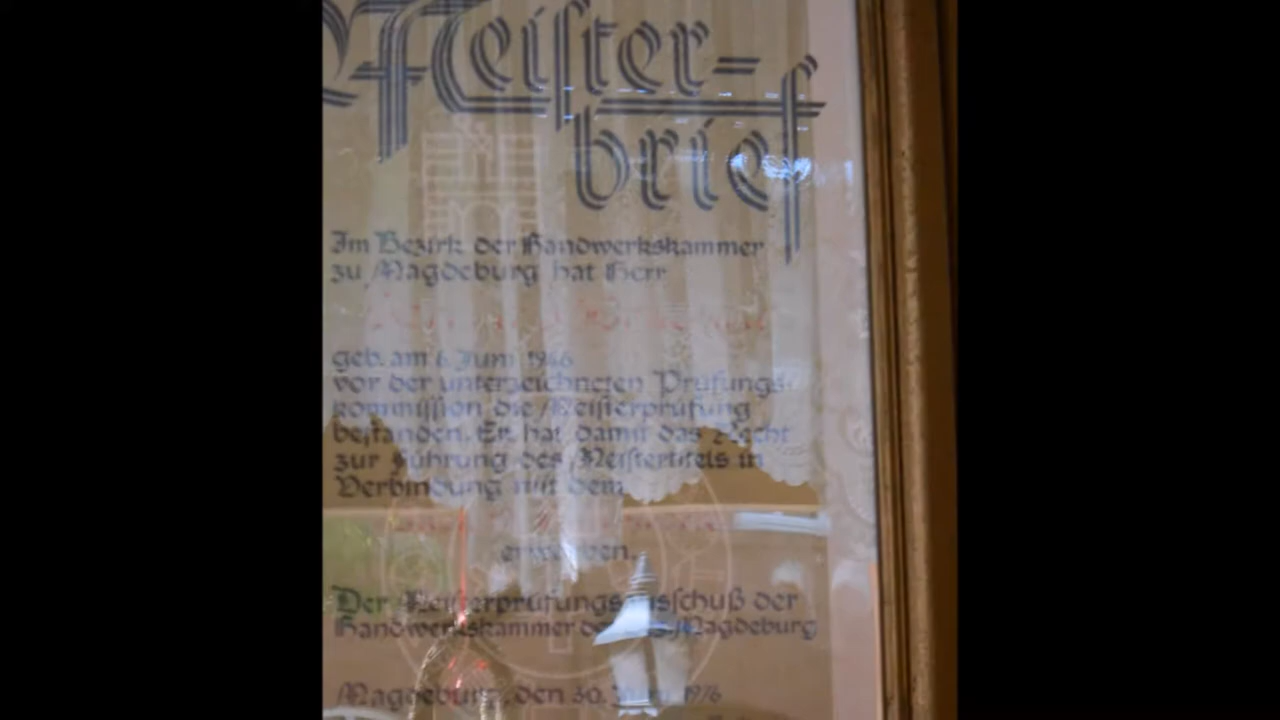 Meister-
brief
Im Bezirk der Handwerkskammer
zu Magdeburg hat Herr
geb. am 6. Juni 1946
vor der unterzeichneten Prüfungs-
kommission die Meisterprüfung
bestanden. Er hat damit das Recht
zur Führung des Meistertitels in
Verbindung mit dem
erworben.
Der Meisterprüfungsausschuß der
Handwerkskammer Magdeburg
Magdeburg, den 30. Juni 1976